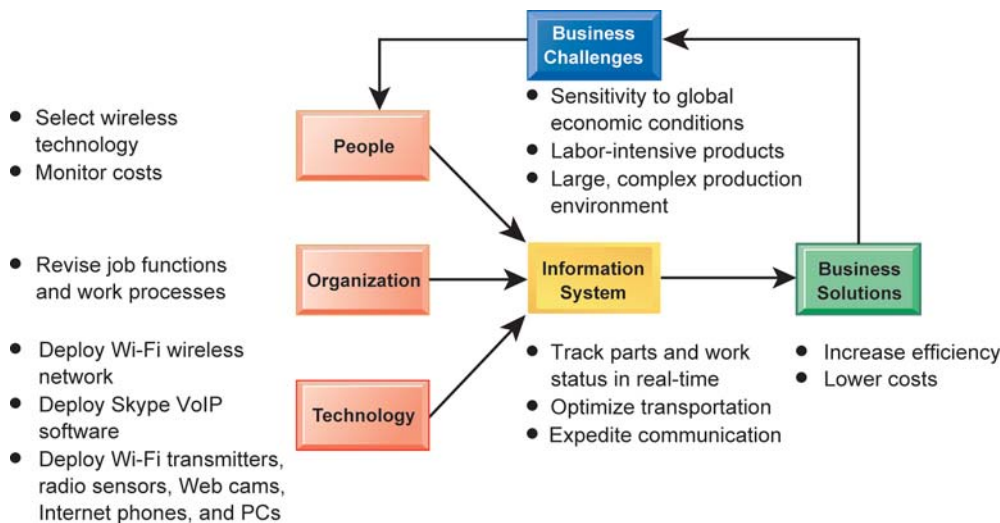 Business
Challenges
• Select wireless
technology
• Monitor costs
People
• Sensitivity to global
economic conditions
• Labor-intensive products
• Large, complex production
environment
• Revise job functions
and work processes
Organization
Information
System
Business
Solutions
• Deploy Wi-Fi wireless
network
• Deploy Skype VoIP
software
• Deploy Wi-Fi transmitters,
radio sensors, Web cams,
Internet phones, and PCs
Technology
• Track parts and work
status in real-time
• Optimize transportation
• Expedite communication
• Increase efficiency
• Lower costs